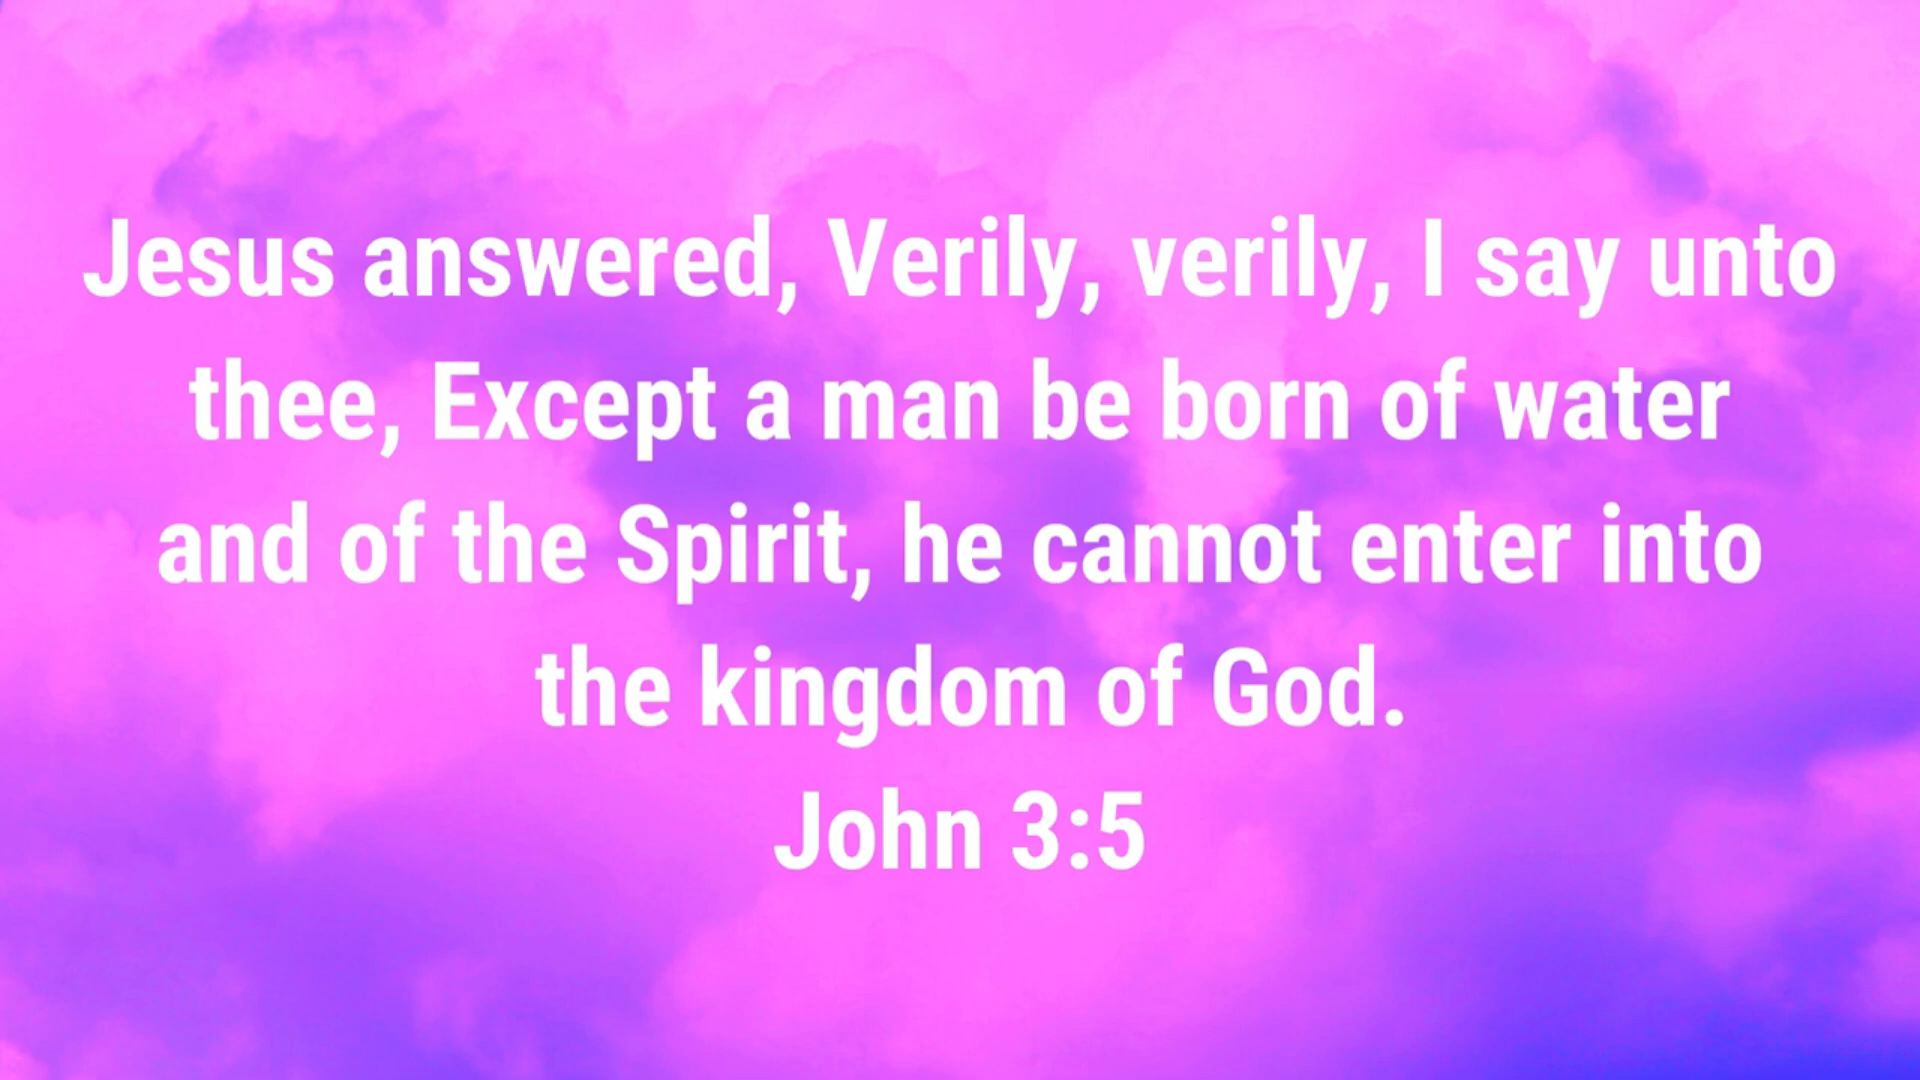 Jesus answered, Verily, verily, I say unto
thee, Except a man be born of water
and of the Spirit, he cannot enter into
the kingdom of God.
John 3:5